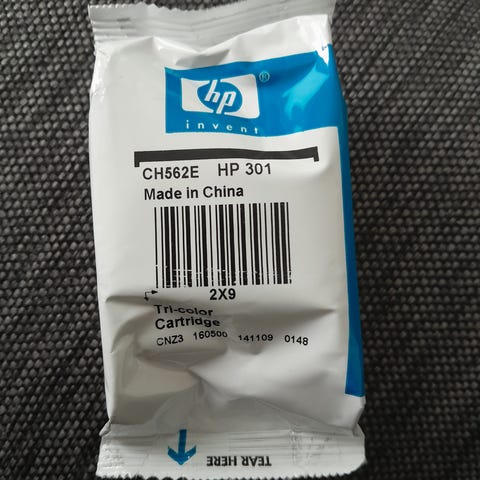 hp ®
invent
CH562E HP 301
Made in China
2X9
Tri-color
Cartridge
CNZ3 160500 141109 0148
TEAR HERE